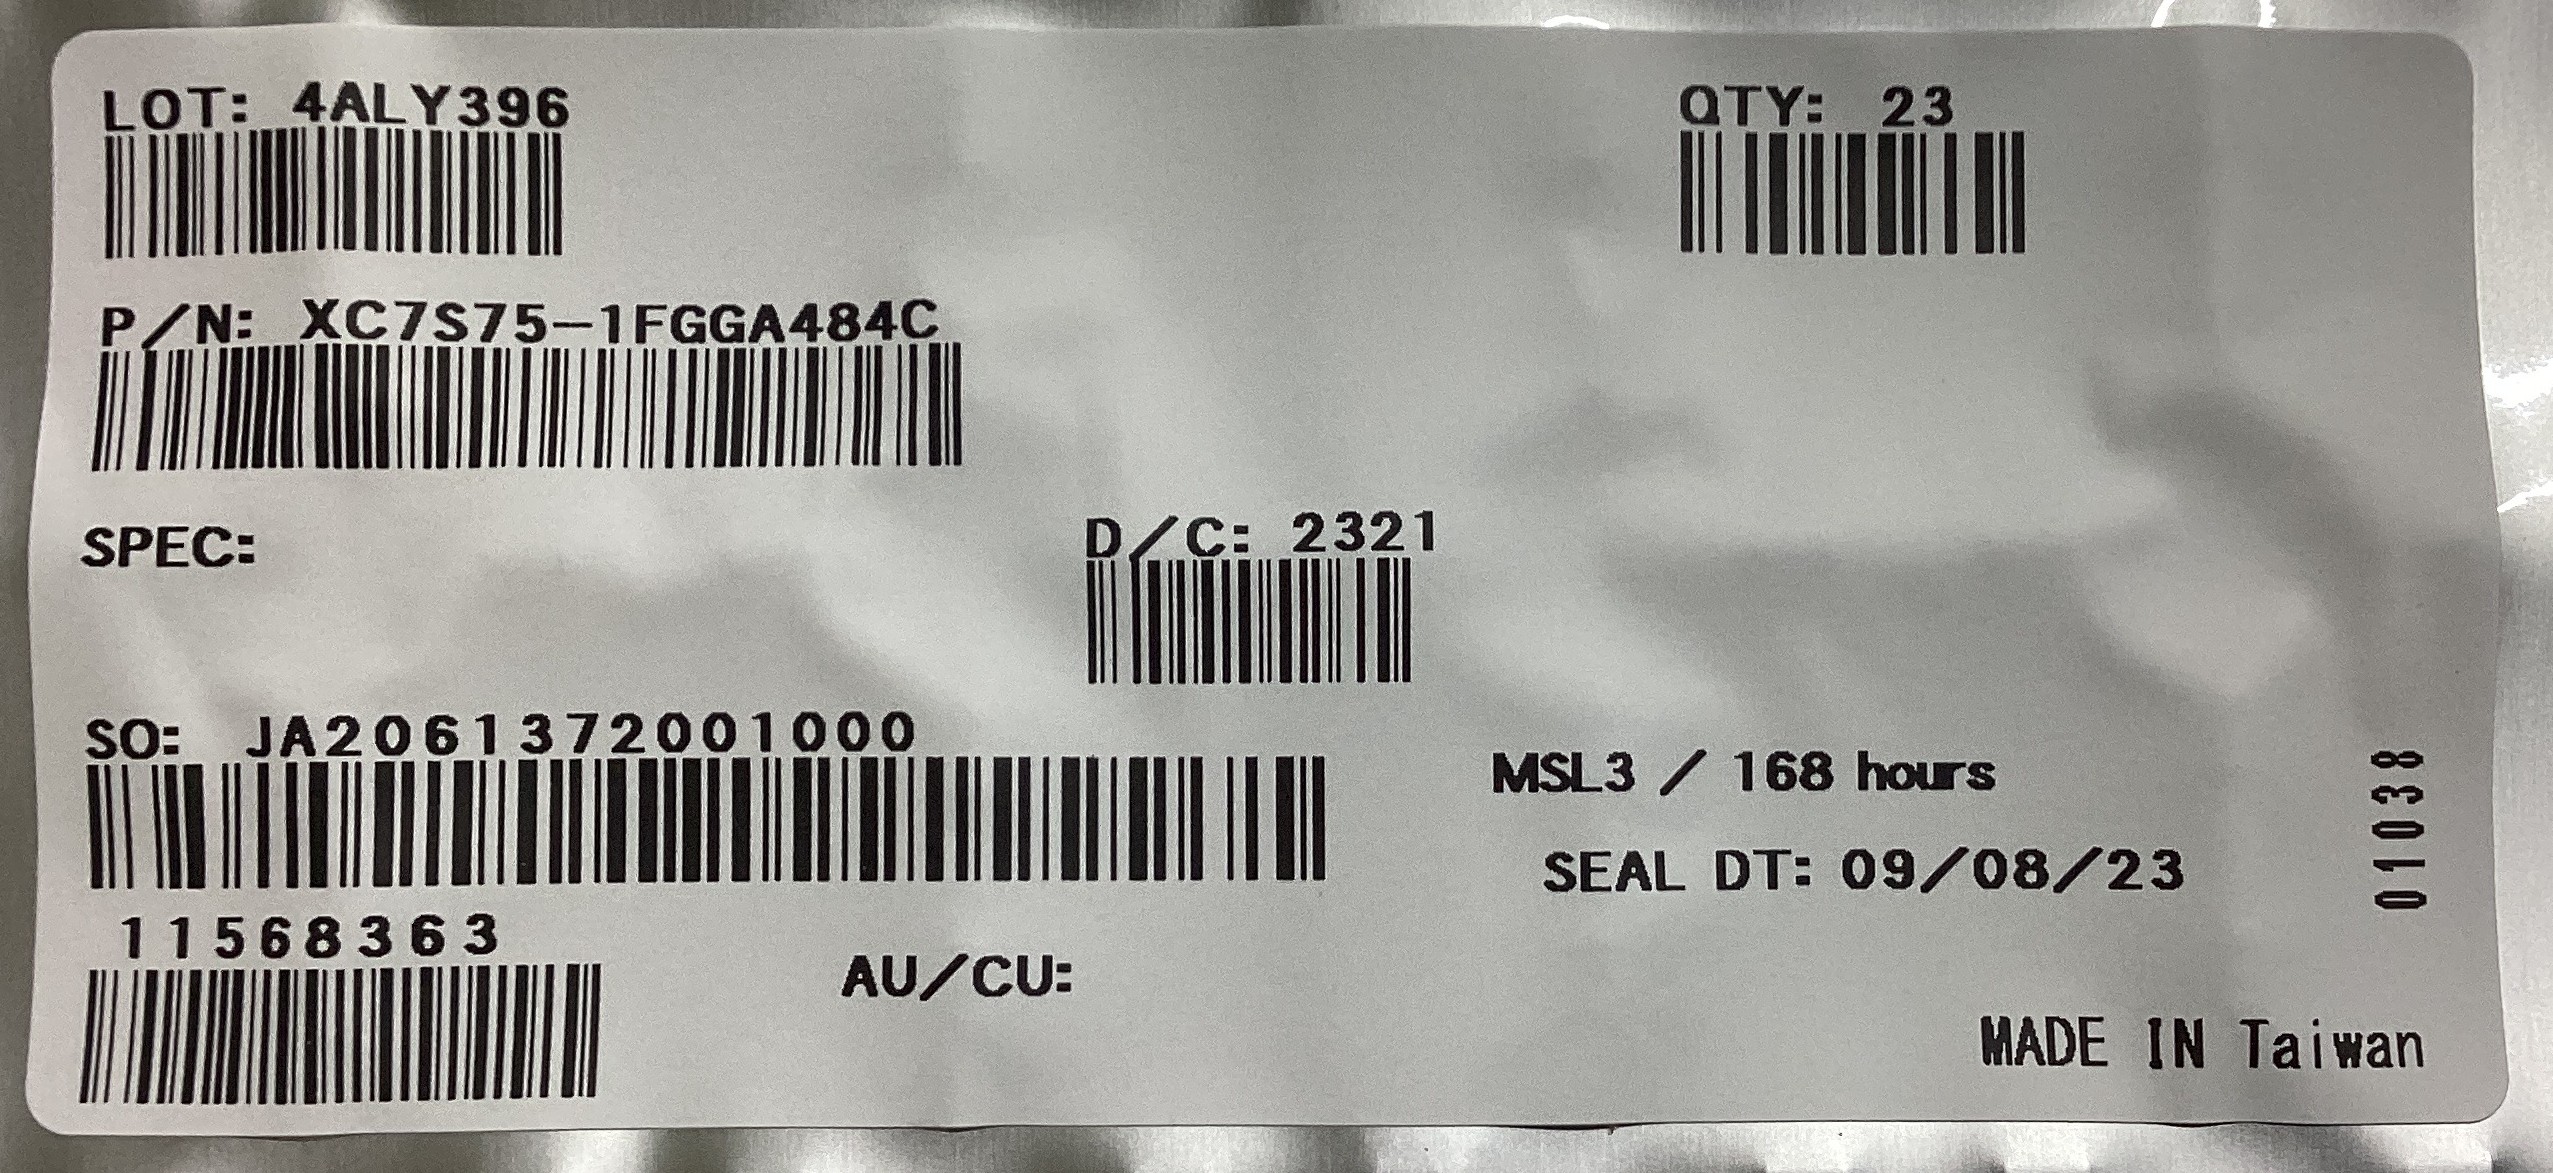 LOT: 4ALY396
QTY: 23
P/N: XC7S75-1FGGA484C
SPEC:
D/C: 2321
SO: JA2061372001000
MSL3 / 168 hours
SEAL DT: 09/08/23
01038
11568363
AU/CU:
MADE IN Taiwan